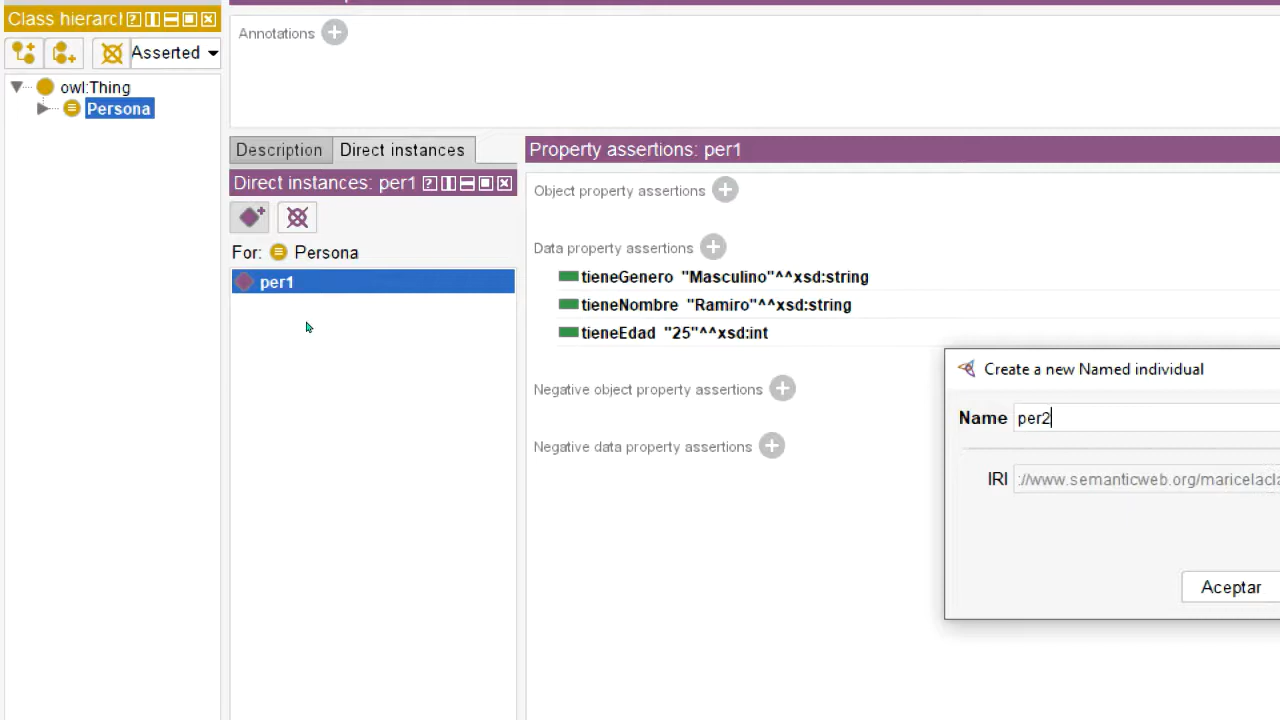 Class hierarcl
Asserted
owl:Thing
Persona
Annotations
Description
Direct instances
Direct instances: per1
For: Persona
per1
Property assertions: per1
Object property assertions
Data property assertions
tieneGenero "Masculino"^^xsd:string
tieneNombre "Ramiro"^^xsd:string
tieneEdad "25"^^xsd:int
Negative object property assertions
Negative data property assertions
Create a new Named individual
Name per2
IRI ://www.semanticweb.org/maricelacla
Aceptar